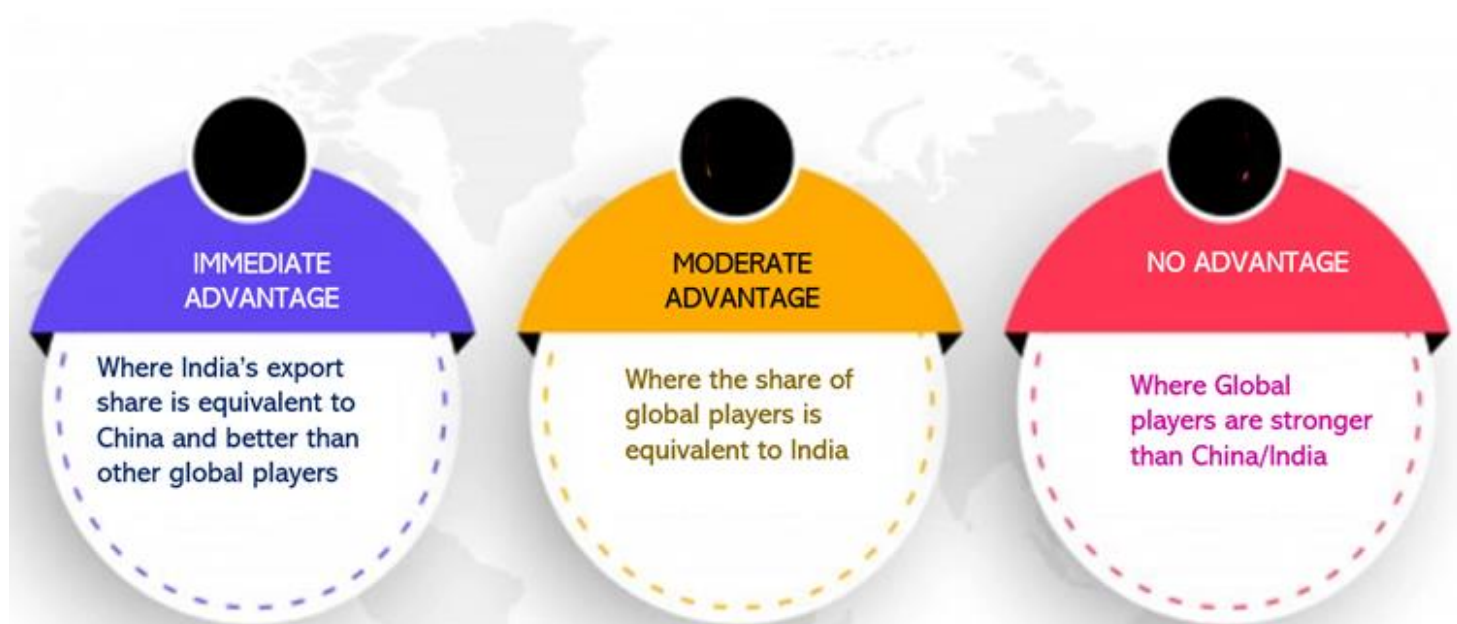 IMMEDIATE
ADVANTAGE
Where India's export
share is equivalent to
China and better than
other global players
MODERATE
ADVANTAGE
Where the share of
global players is
equivalent to India
NO ADVANTAGE
Where Global
players are stronger
than China/India